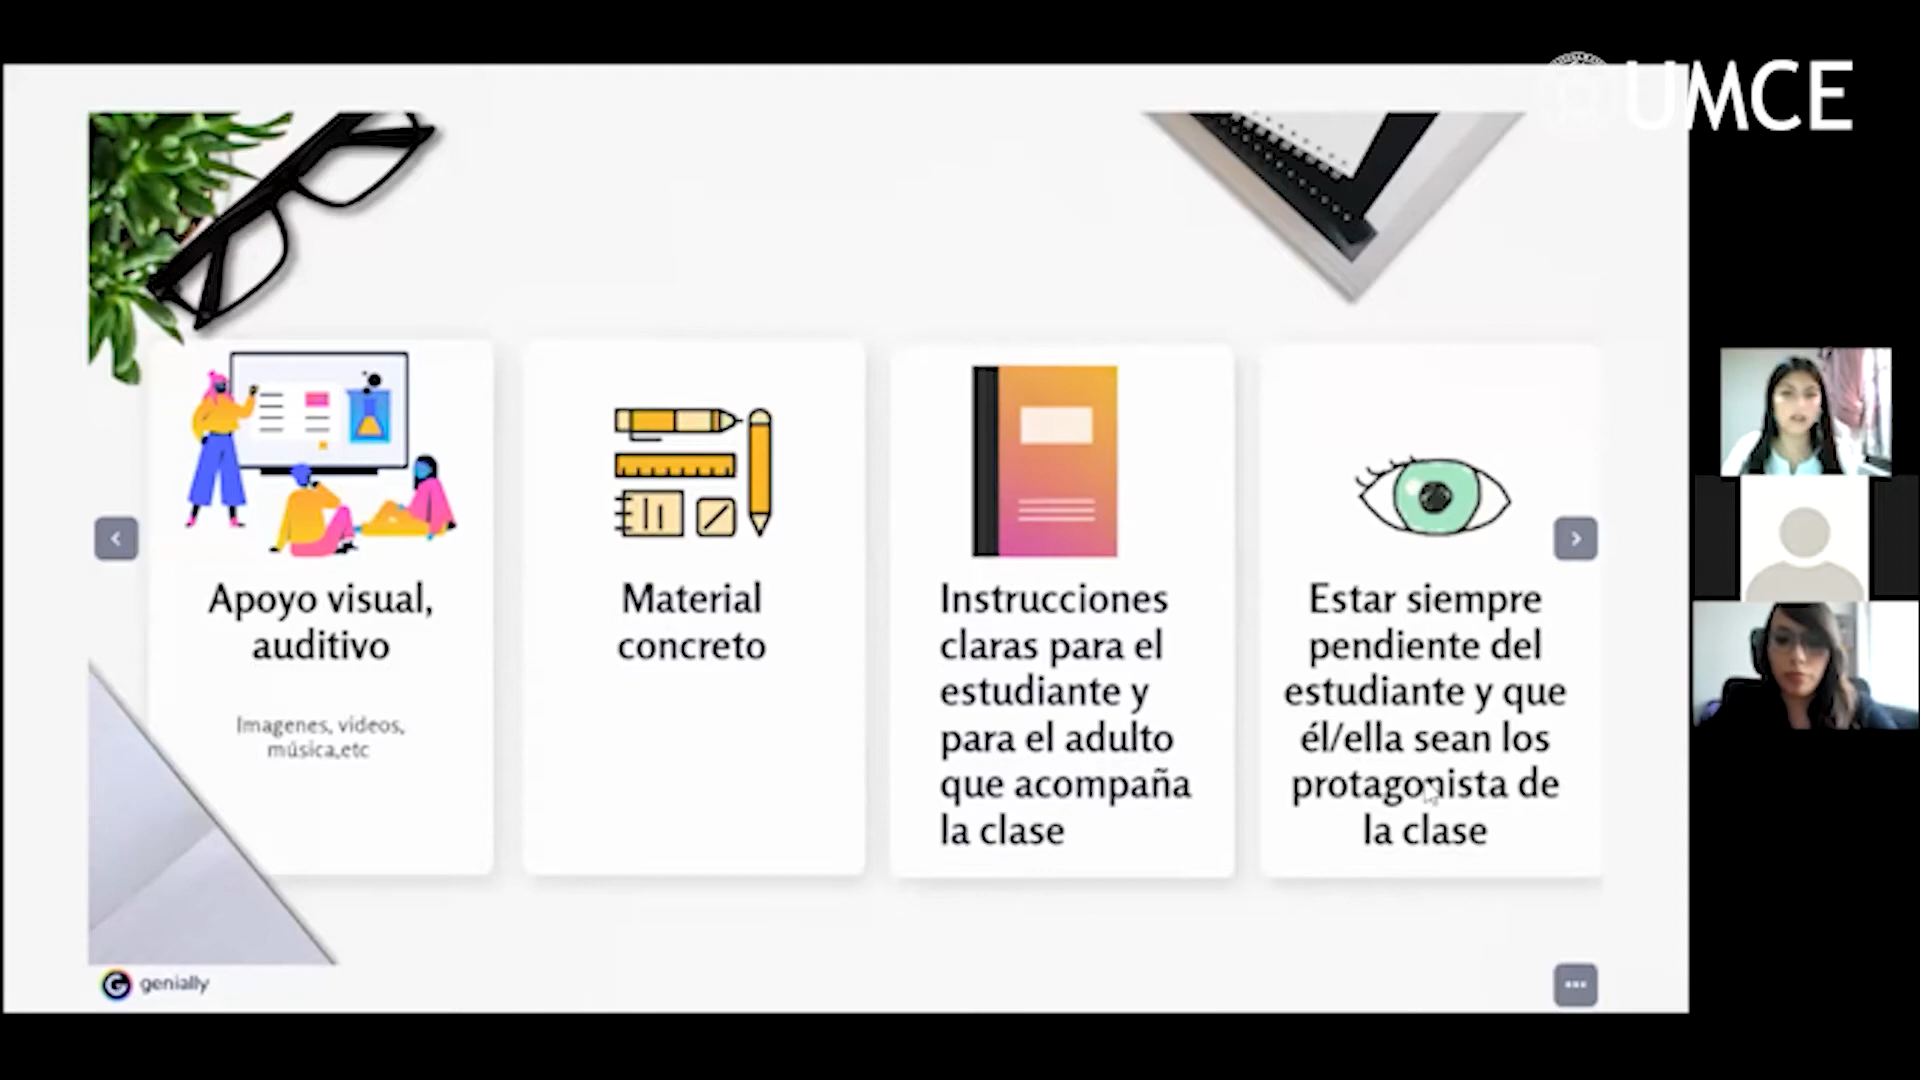 UMCE
Apoyo visual,
auditivo
Imagenes, videos,
música,etc
Material
concreto
Instrucciones
claras para el
estudiante y
para el adulto
que acompaña
la clase
Estar siempre
pendiente del
estudiante y que
él/ella sean los
protagonista de
la clase
genially